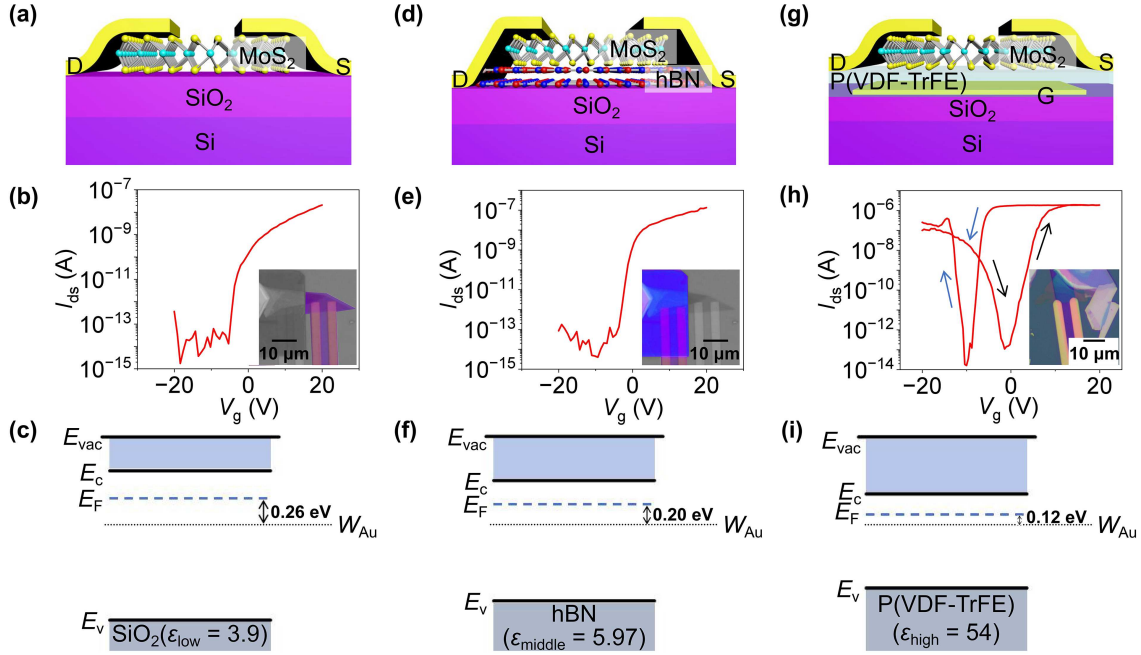 (a)
D
MoS2
S
SiO2
Si
(d)
D
MoS2
S
hBN
SiO2
Si
(g)
D
MoS2
S
P(VDF-TrFE)
G
SiO2
Si
(b)
10−7
10−9
10−11
10−13
10−15
Ids (A)
10 μm
−20
0
20
Vg (V)
(e)
10−7
10−9
10−11
10−13
10−15
Ids (A)
10 μm
−20
0
20
Vg (V)
(h)
10−6
10−8
10−10
10−12
10−14
Ids (A)
10 μm
−20
−10
0
10
20
Vg (V)
(c)
Evac
Ec
EF
0.26 eV
WAu
Ev
SiO2(εlow = 3.9)
(f)
Evac
Ec
EF
0.20 eV
WAu
Ev
hBN
(εmiddle = 5.97)
(i)
Evac
Ec
EF
0.12 eV
WAu
Ev
P(VDF-TrFE)
(εhigh = 54)